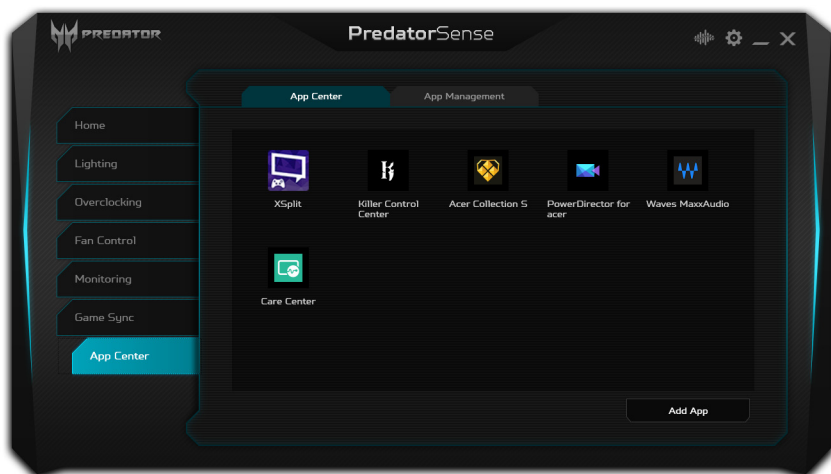 PREDATOR
PredatorSense
App Center
App Management
Home
Lighting
Overclocking
Fan Control
Monitoring
Game Sync
App Center
XSplit
Killer Control
Center
Acer Collection S
PowerDirector for
acer
Waves MaxxAudio
Care Center
Add App